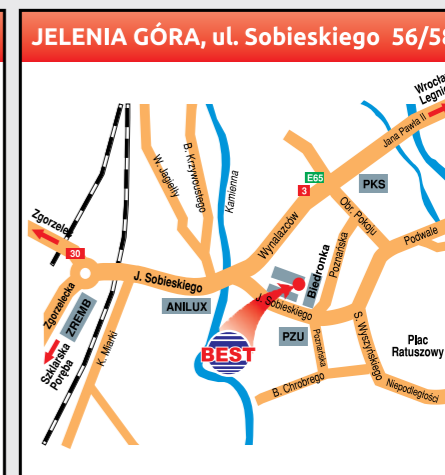 JELENIA GÓRA, ul. Sobieskiego 56/58
Wrocław
Legnic
Jana Pawła II
W. Jagiełły
B. Krzywoustego
Kamienna
E65
3
PKS
Wynalazców
Obr. Pokoju
Zgorzelec
30
Podwale
Poznańska
Biedronka
J. Sobieskiego
Zgorzelecka
ZREMB
ANILUX
J. Sobieskiego
Szklarska
Poręba
K. Miarki
BEST
PZU
Poznańska
S. Wyszyńskiego
Plac
Ratuszowy
B. Chrobrego
Niepodległości